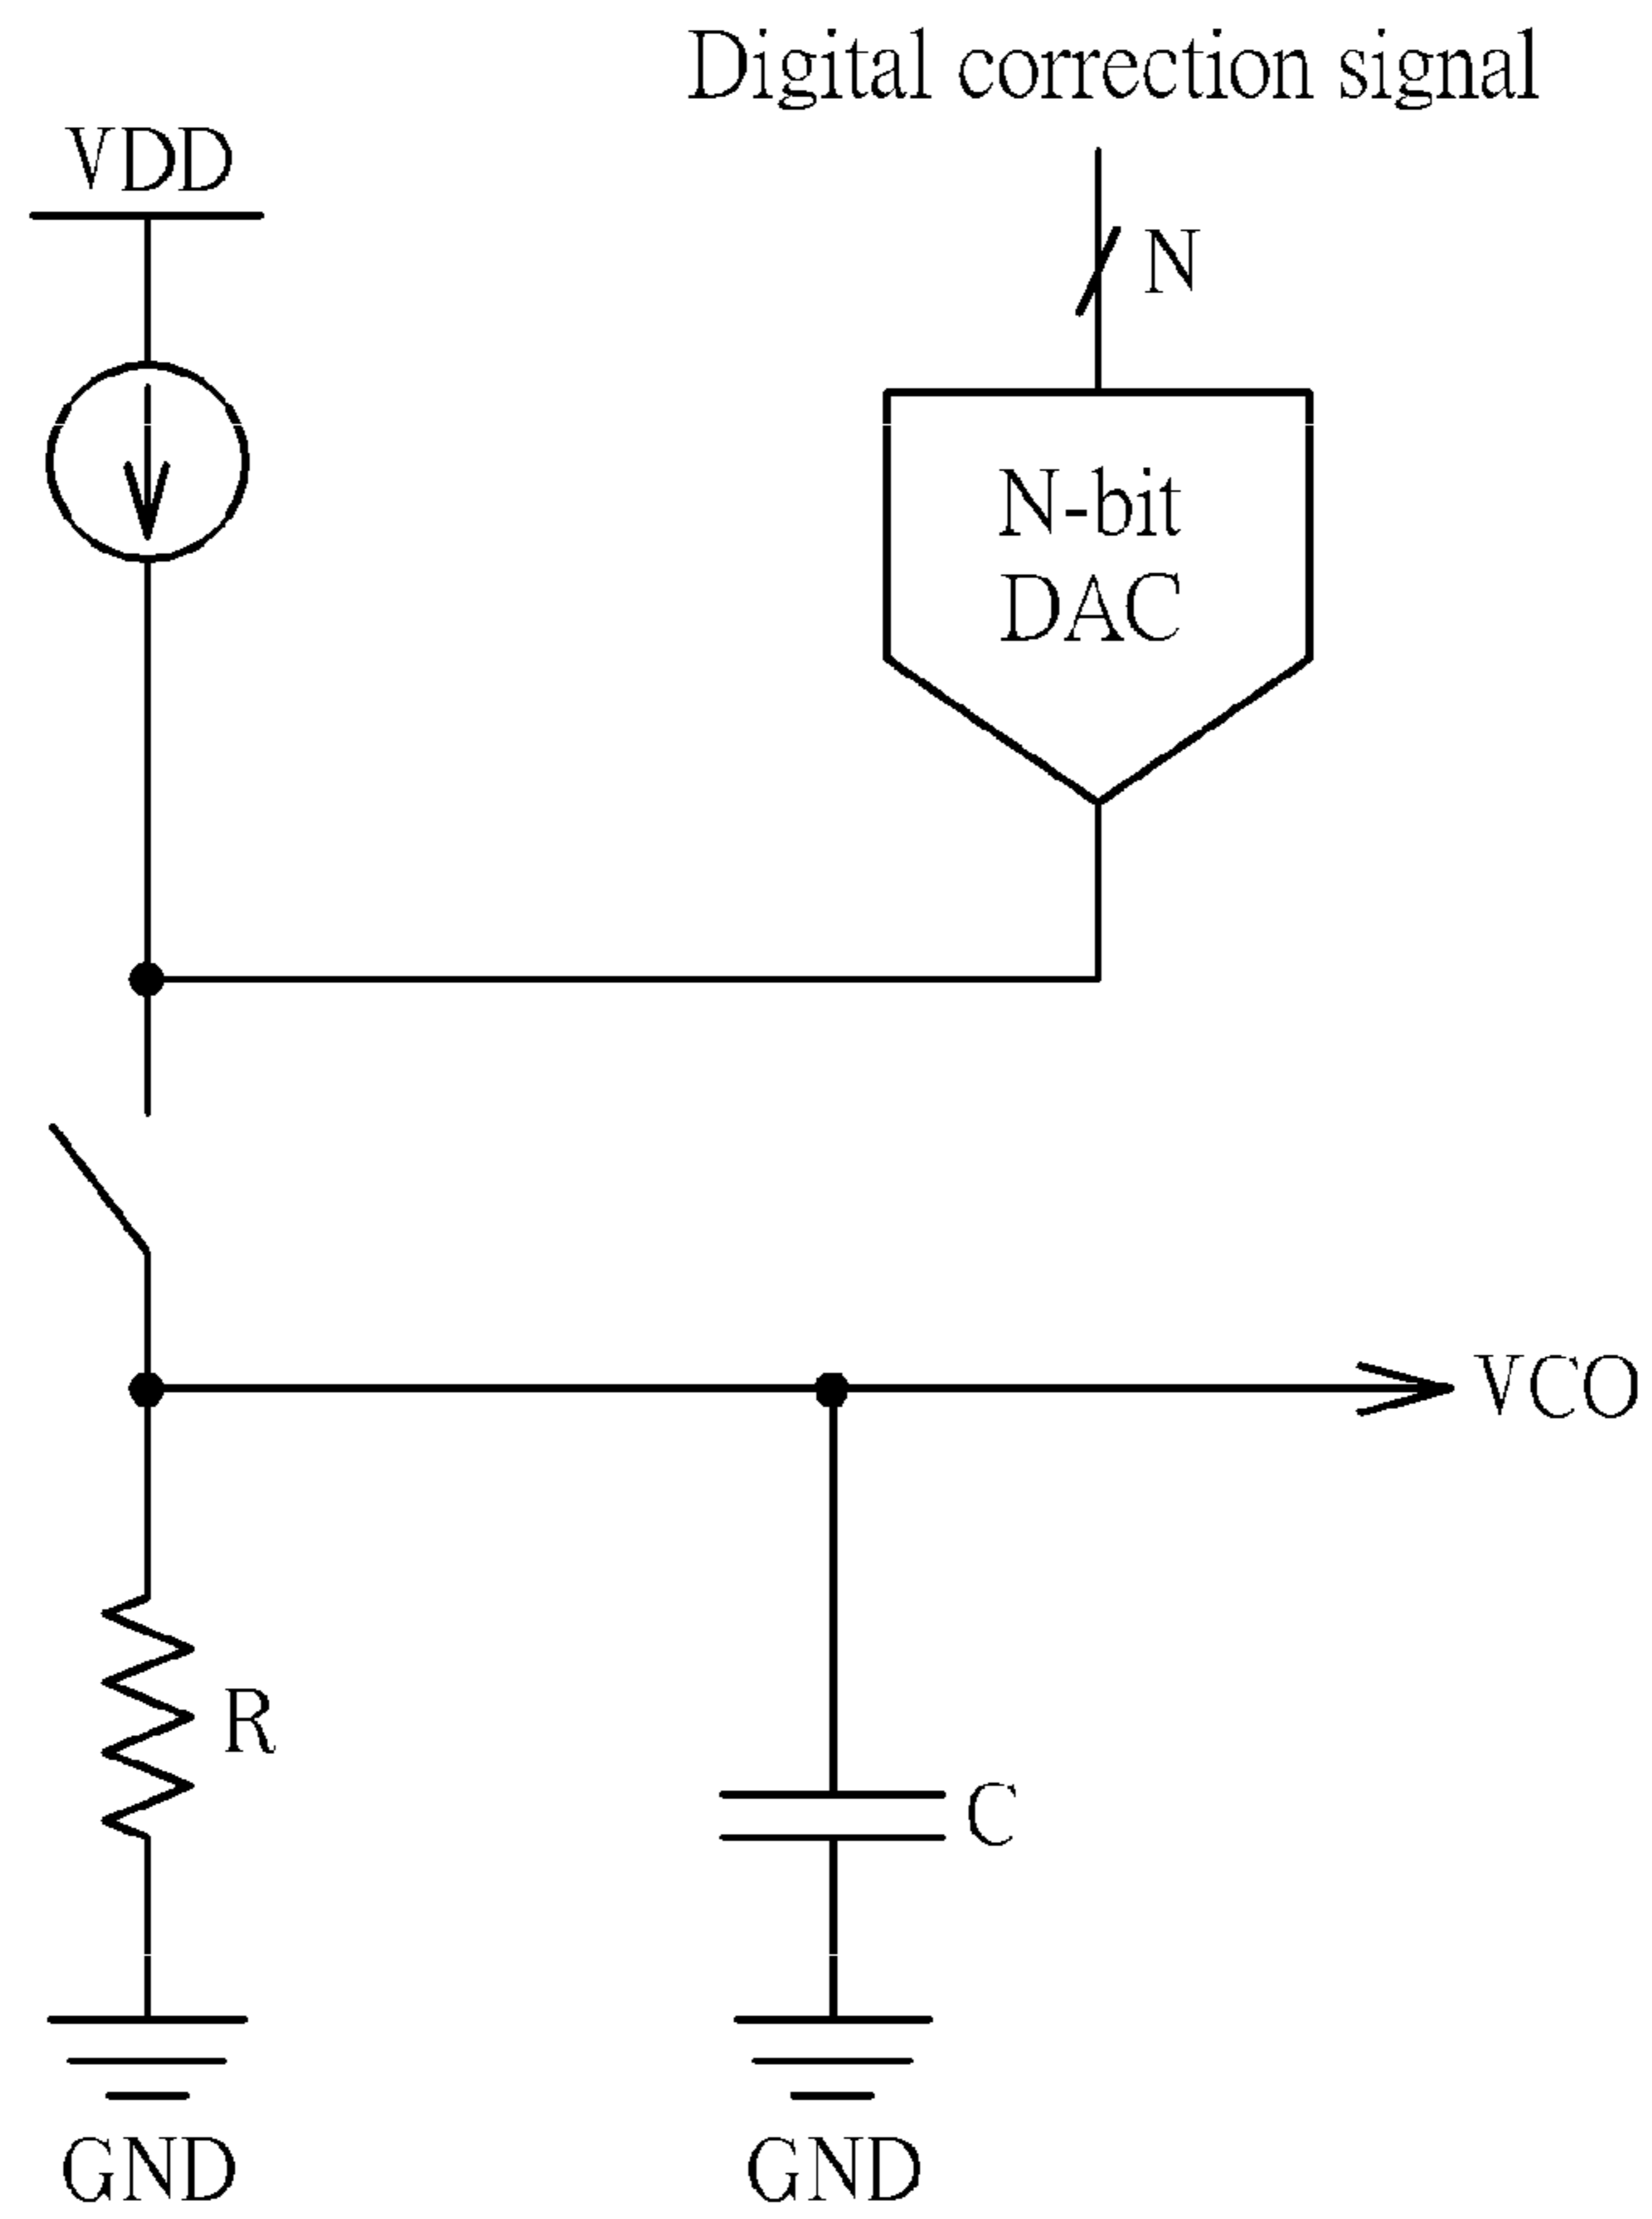 Digital correction signal
VDD
N
N-bit
DAC
VCO
R
C
GND
GND